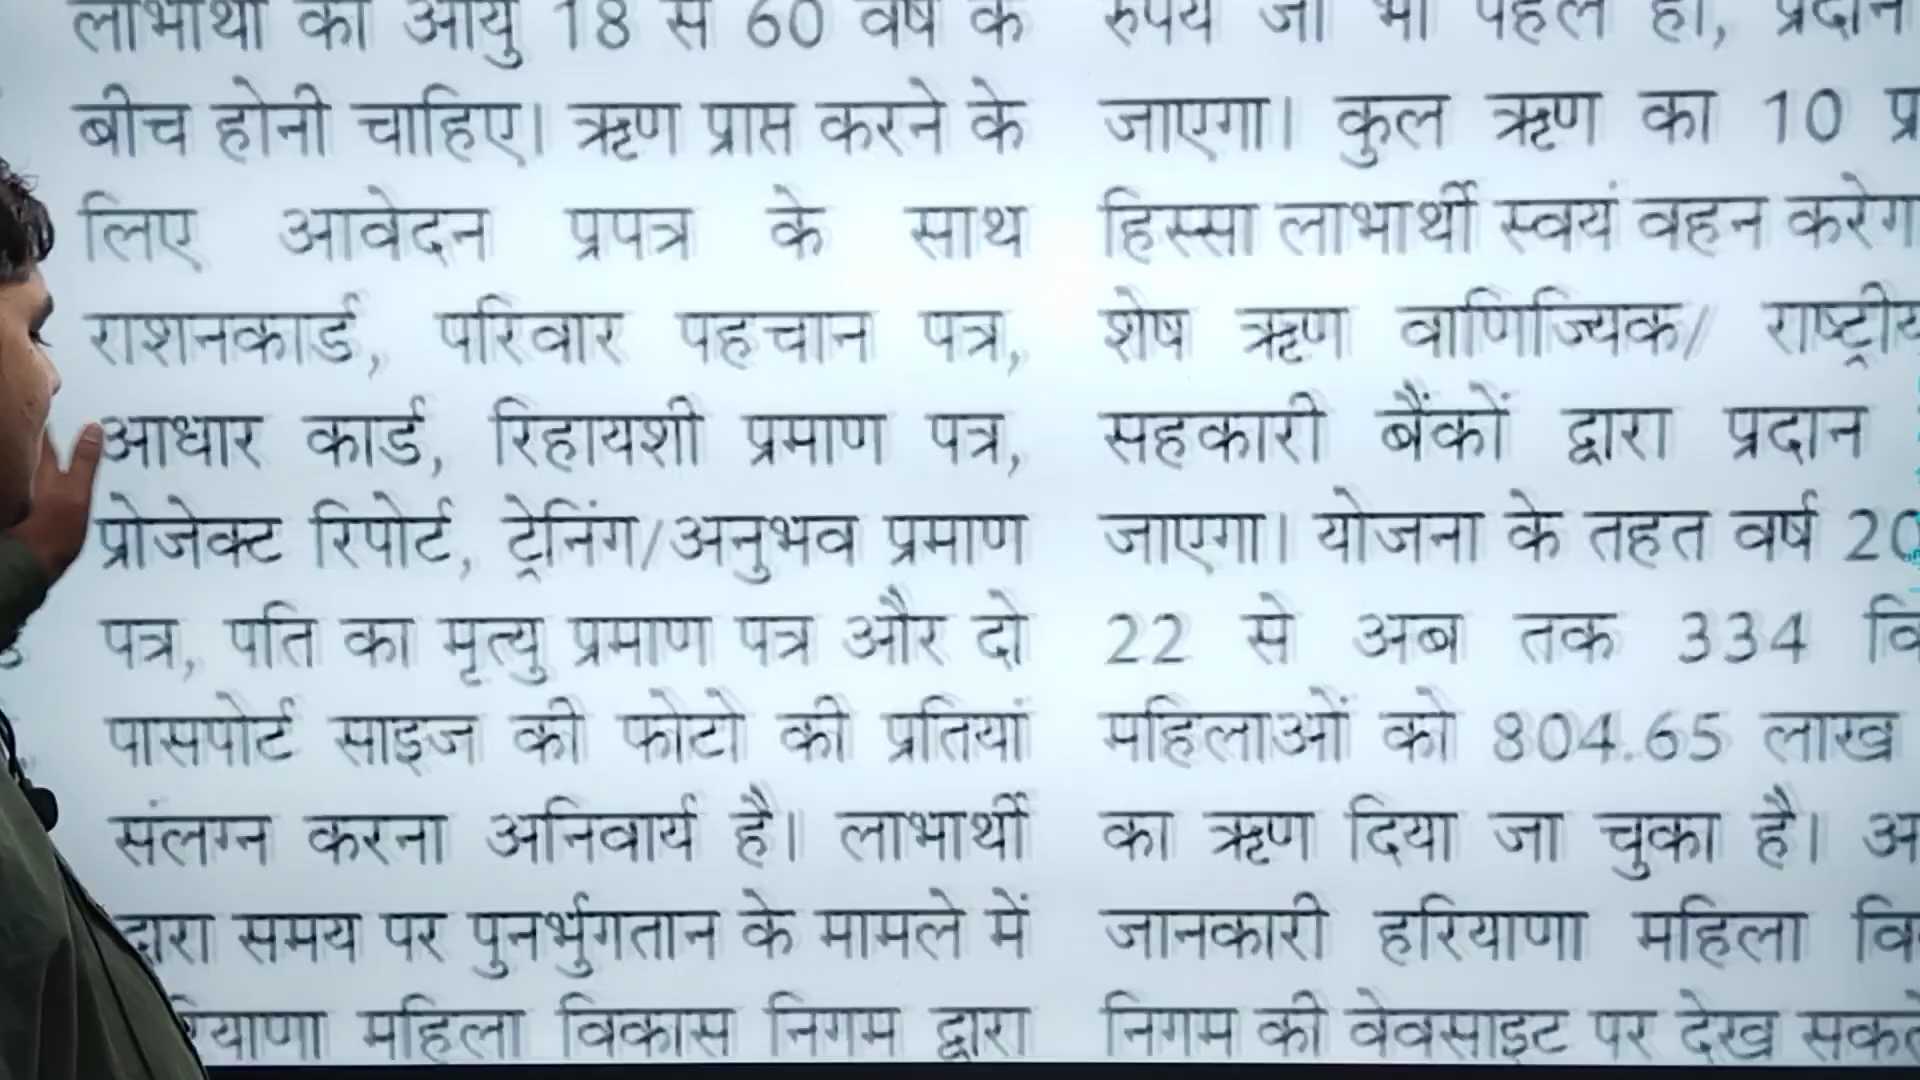 लाभार्थी की आयु 18 से 60 वर्ष के
बीच होनी चाहिए। ऋण प्राप्त करने के
लिए आवेदन प्रपत्र के साथ
राशनकार्ड, परिवार पहचान पत्र,
आधार कार्ड, रिहायशी प्रमाण पत्र,
प्रोजेक्ट रिपोर्ट, ट्रेनिंग/अनुभव प्रमाण
पत्र, पति का मृत्यु प्रमाण पत्र और दो
पासपोर्ट साइज की फोटो की प्रतियां
संलग्न करना अनिवार्य है। लाभार्थी
द्वारा समय पर पुनर्भुगतान के मामले में
महिला विकास निगम द्वारा
रुपये जो भी पहले हो, प्रदान
जाएगा। कुल ऋण का 10
हिस्सा लाभार्थी स्वयं वहन करेगा
शेष ऋण वाणिज्यिक/
सहकारी बैंकों द्वारा प्रदान
जाएगा। योजना के तहत वर्ष 20
22 से अब तक 334
महिलाओं को 804.65 लाख
का ऋण दिया जा चुका है।
जानकारी हरियाणा महिला
निगम की वेबसाइट पर देख